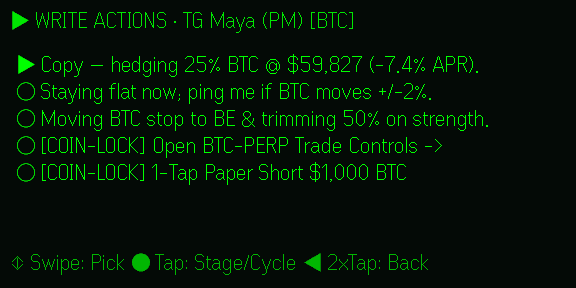 ▶ WRITE ACTIONS · TG Maya (PM) [BTC]
▶ Copy — hedging 25% BTC @ $59,827 (-7.4% APR).
○ Staying flat now; ping me if BTC moves +/-2%.
○ Moving BTC stop to BE & trimming 50% on strength.
○ [COIN-LOCK] Open BTC-PERP Trade Controls ->
○ [COIN-LOCK] 1-Tap Paper Short $1,000 BTC
⇕ Swipe: Pick ● Tap: Stage/Cycle ◀ 2xTap: Back